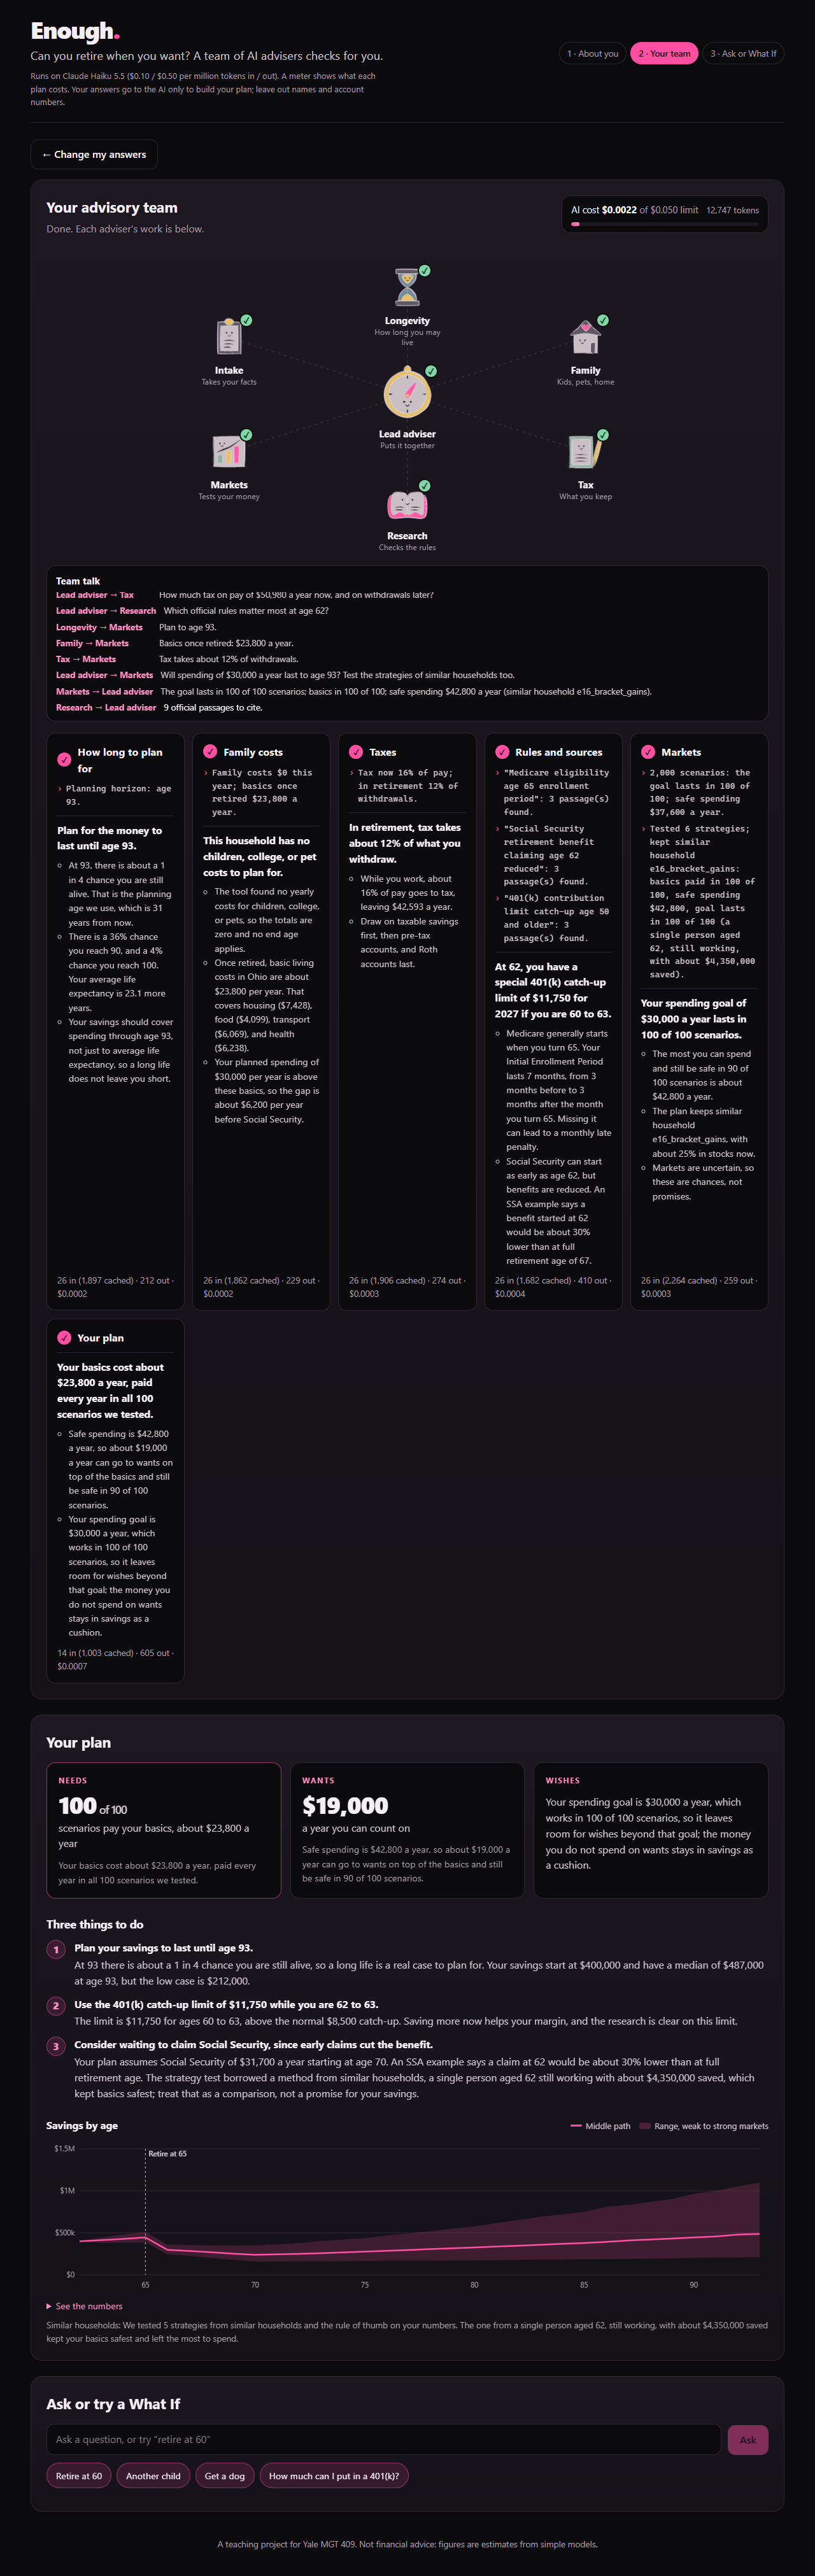 Enough.
Can you retire when you want? A team of AI advisers checks for you.
Runs on Claude Haiku 5.5 ($0.10 / $0.50 per million tokens in / out). A meter shows what each
plan costs. Your answers go to the AI only to build your plan; leave out names and account
numbers.
1 · About you
2 · Your team
3 · Ask or What If
← Change my answers
Your advisory team
Done. Each adviser's work is below.
AI cost $0.0022 of $0.050 limit 12,747 tokens
Longevity
How long you may
live
Intake
Takes your facts
Family
Kids, pets, home
Lead adviser
Puts it together
Markets
Tests your money
Tax
What you keep
Research
Checks the rules
Team talk
Lead adviser → Tax How much tax on pay of $50,980 a year now, and on withdrawals later?
Lead adviser → Research Which official rules matter most at age 62?
Longevity → Markets Plan to age 93.
Family → Markets Basics once retired: $23,800 a year.
Tax → Markets Tax takes about 12% of withdrawals.
Lead adviser → Markets Will spending of $30,000 a year last to age 93? Test the strategies of similar households too.
Markets → Lead adviser The goal lasts in 100 of 100 scenarios; basics in 100 of 100; safe spending $42,800 a year (similar household e16_bracket_gains).
Research → Lead adviser 9 official passages to cite.
How long to plan
for
› Planning horizon: age
93.
Plan for the money to
last until age 93.
At 93, there is about a 1
in 4 chance you are still
alive. That is the planning
age we use, which is 31
years from now.
There is a 36% chance
you reach 90, and a 4%
chance you reach 100.
Your average life
expectancy is 23.1 more
years.
Your savings should cover
spending through age 93,
not just to average life
expectancy, so a long life
does not leave you short.
26 in (1,897 cached) · 212 out ·
$0.0002
Family costs
› Family costs $0 this
year; basics once
retired $23,800 a
year.
This household has no
children, college, or pet
costs to plan for.
The tool found no yearly
costs for children, college,
or pets, so the totals are
zero and no end age
applies.
Once retired, basic living
costs in Ohio are about
$23,800 per year. That
covers housing ($7,428),
food ($4,099), transport
($6,069), and health
($6,238).
Your planned spending of
$30,000 per year is above
these basics, so the gap is
about $6,200 per year
before Social Security.
26 in (1,862 cached) · 229 out ·
$0.0002
Taxes
› Tax now 16% of pay;
in retirement 12% of
withdrawals.
In retirement, tax takes
about 12% of what you
withdraw.
While you work, about
16% of pay goes to tax,
leaving $42,593 a year.
Draw on taxable savings
first, then pre-tax
accounts, and Roth
accounts last.
26 in (1,906 cached) · 274 out ·
$0.0003
Rules and sources
› "Medicare eligibility
age 65 enrollment
period": 3 passage(s)
found.
› "Social Security
retirement benefit
claiming age 62
reduced": 3
passage(s) found.
› "401(k) contribution
limit catch-up age 50
and older": 3
passage(s) found.
At 62, you have a
special 401(k) catch-up
limit of $11,750 for
2027 if you are 60 to 63.
Medicare generally starts
when you turn 65. Your
Initial Enrollment Period
lasts 7 months, from 3
months before to 3
months after the month
you turn 65. Missing it
can lead to a monthly late
penalty.
Social Security can start
as early as age 62, but
benefits are reduced. An
SSA example says a
benefit started at 62
would be about 30%
lower than at full
retirement age of 67.
26 in (1,682 cached) · 410 out ·
$0.0004
Markets
› 2,000 scenarios: the
goal lasts in 100 of
100; safe spending
$37,600 a year.
› Tested 6 strategies;
kept similar
household
e16_bracket_gains:
basics paid in 100 of
100, safe spending
$42,800, goal lasts
in 100 of 100 (a
single person aged
62, still working,
with about $4,350,000
saved).
Your spending goal of
$30,000 a year lasts in
100 of 100 scenarios.
The most you can spend
and still be safe in 90 of
100 scenarios is about
$42,800 a year.
The plan keeps similar
household
e16_bracket_gains, with
about 25% in stocks now.
Markets are uncertain, so
these are chances, not
promises.
26 in (2,264 cached) · 259 out ·
$0.0003
Your plan
Your basics cost about
$23,800 a year, paid
every year in all 100
scenarios we tested.
Safe spending is $42,800
a year, so about $19,000
a year can go to wants on
top of the basics and still
be safe in 90 of 100
scenarios.
Your spending goal is
$30,000 a year, which
works in 100 of 100
scenarios, so it leaves
room for wishes beyond
that goal; the money you
do not spend on wants
stays in savings as a
cushion.
14 in (1,003 cached) · 605 out ·
$0.0007
Your plan
NEEDS
100 of 100
scenarios pay your basics, about $23,800 a
year
Your basics cost about $23,800 a year, paid every
year in all 100 scenarios we tested.
WANTS
$19,000
a year you can count on
Safe spending is $42,800 a year, so about $19,000 a
year can go to wants on top of the basics and still
be safe in 90 of 100 scenarios.
WISHES
Your spending goal is $30,000 a year, which
works in 100 of 100 scenarios, so it leaves
room for wishes beyond that goal; the money
you do not spend on wants stays in savings as
a cushion.
Three things to do
1 Plan your savings to last until age 93.
At 93 there is about a 1 in 4 chance you are still alive, so a long life is a real case to plan for. Your savings start at $400,000 and have a median of $487,000
at age 93, but the low case is $212,000.
2 Use the 401(k) catch-up limit of $11,750 while you are 62 to 63.
The limit is $11,750 for ages 60 to 63, above the normal $8,500 catch-up. Saving more now helps your margin, and the research is clear on this limit.
3 Consider waiting to claim Social Security, since early claims cut the benefit.
Your plan assumes Social Security of $31,700 a year starting at age 70. An SSA example says a claim at 62 would be about 30% lower than at full
retirement age. The strategy test borrowed a method from similar households, a single person aged 62 still working with about $4,350,000 saved, which
kept basics safest; treat that as a comparison, not a promise for your savings.
Savings by age
Middle path
Range, weak to strong markets
$1.5M
Retire at 65
$1M
$500k
$0
65 70 75 80 85 90
▶ See the numbers
Similar households: We tested 5 strategies from similar households and the rule of thumb on your numbers. The one from a single person aged 62, still working, with about $4,350,000 saved
kept your basics safest and left the most to spend.
Ask or try a What If
Ask a question, or try "retire at 60"
Ask
Retire at 60
Another child
Get a dog
How much can I put in a 401(k)?
A teaching project for Yale MGT 409. Not financial advice: figures are estimates from simple models.